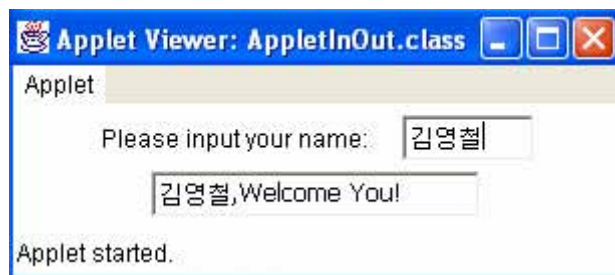 Applet Viewer: AppletInOut.class
Applet
Please input your name: 김영철
김영철,Welcome You!
Applet started.